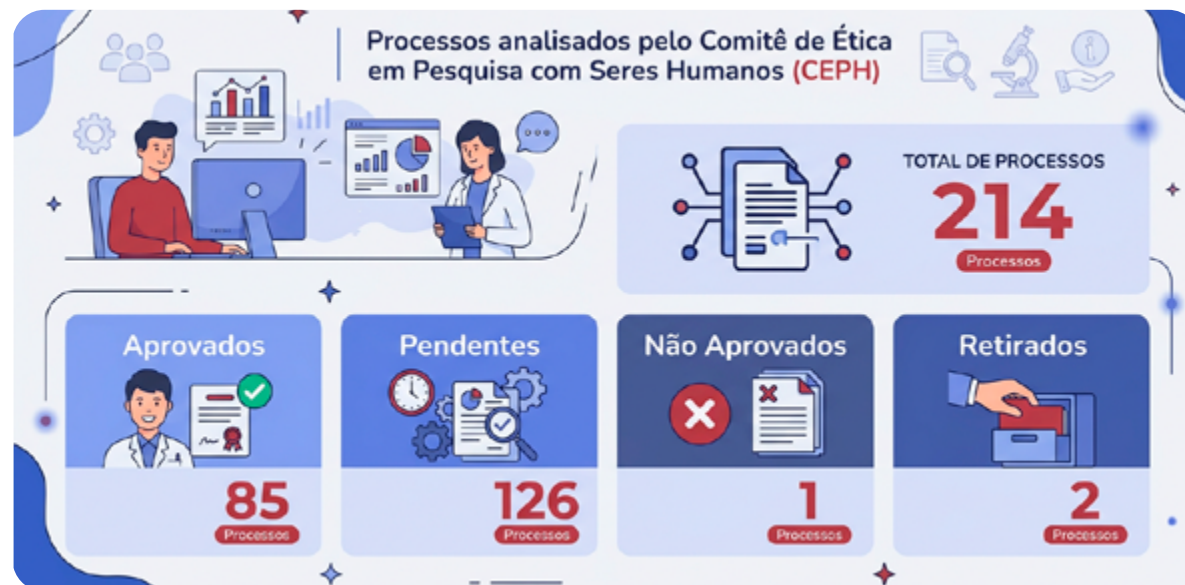 Processos analisados pelo Comitê de Ética
em Pesquisa com Seres Humanos (CEPH)
TOTAL DE PROCESSOS
214
Processos
Aprovados
85
Processos
Pendentes
126
Processos
Não Aprovados
1
Processos
Retirados
2
Processos